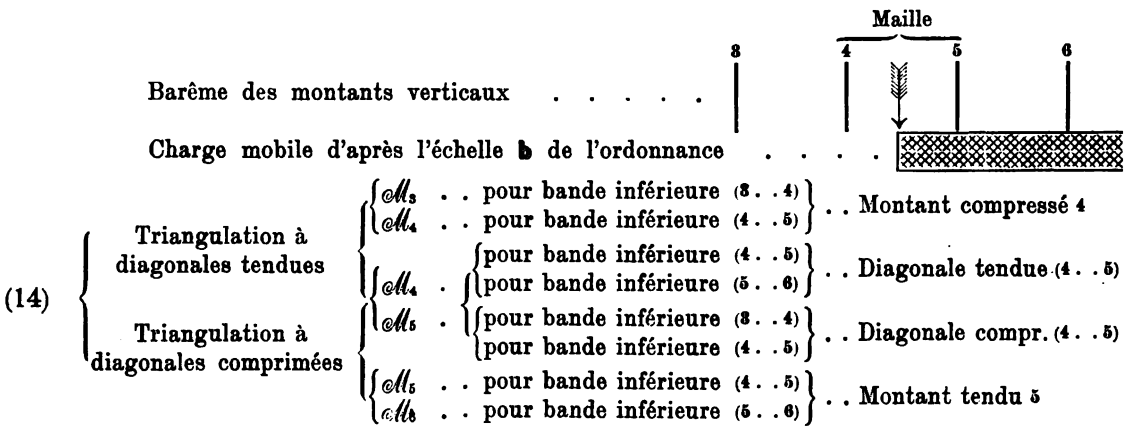 Maille
3 4 5 6
Barême des montants verticaux . . . . .
Charge mobile d'après l'échelle b de l'ordonnance . . . .
(14)
Triangulation à
diagonales tendues
ℳ₃ . . pour bande inférieure (3 . . 4)
ℳ₄ . . pour bande inférieure (4 . . 5)
. . Montant compressé 4
ℳ₄ . pour bande inférieure (4 . . 5)
pour bande inférieure (5 . . 6)
. . Diagonale tendue (4 . . 5)
Triangulation à
diagonales comprimées
ℳ₅ . pour bande inférieure (3 . . 4)
pour bande inférieure (4 . . 5)
. . Diagonale compr. (4 . . 5)
ℳ₅ . . pour bande inférieure (4 . . 5)
ℳ₆ . . pour bande inférieure (5 . . 6)
. . Montant tendu 5